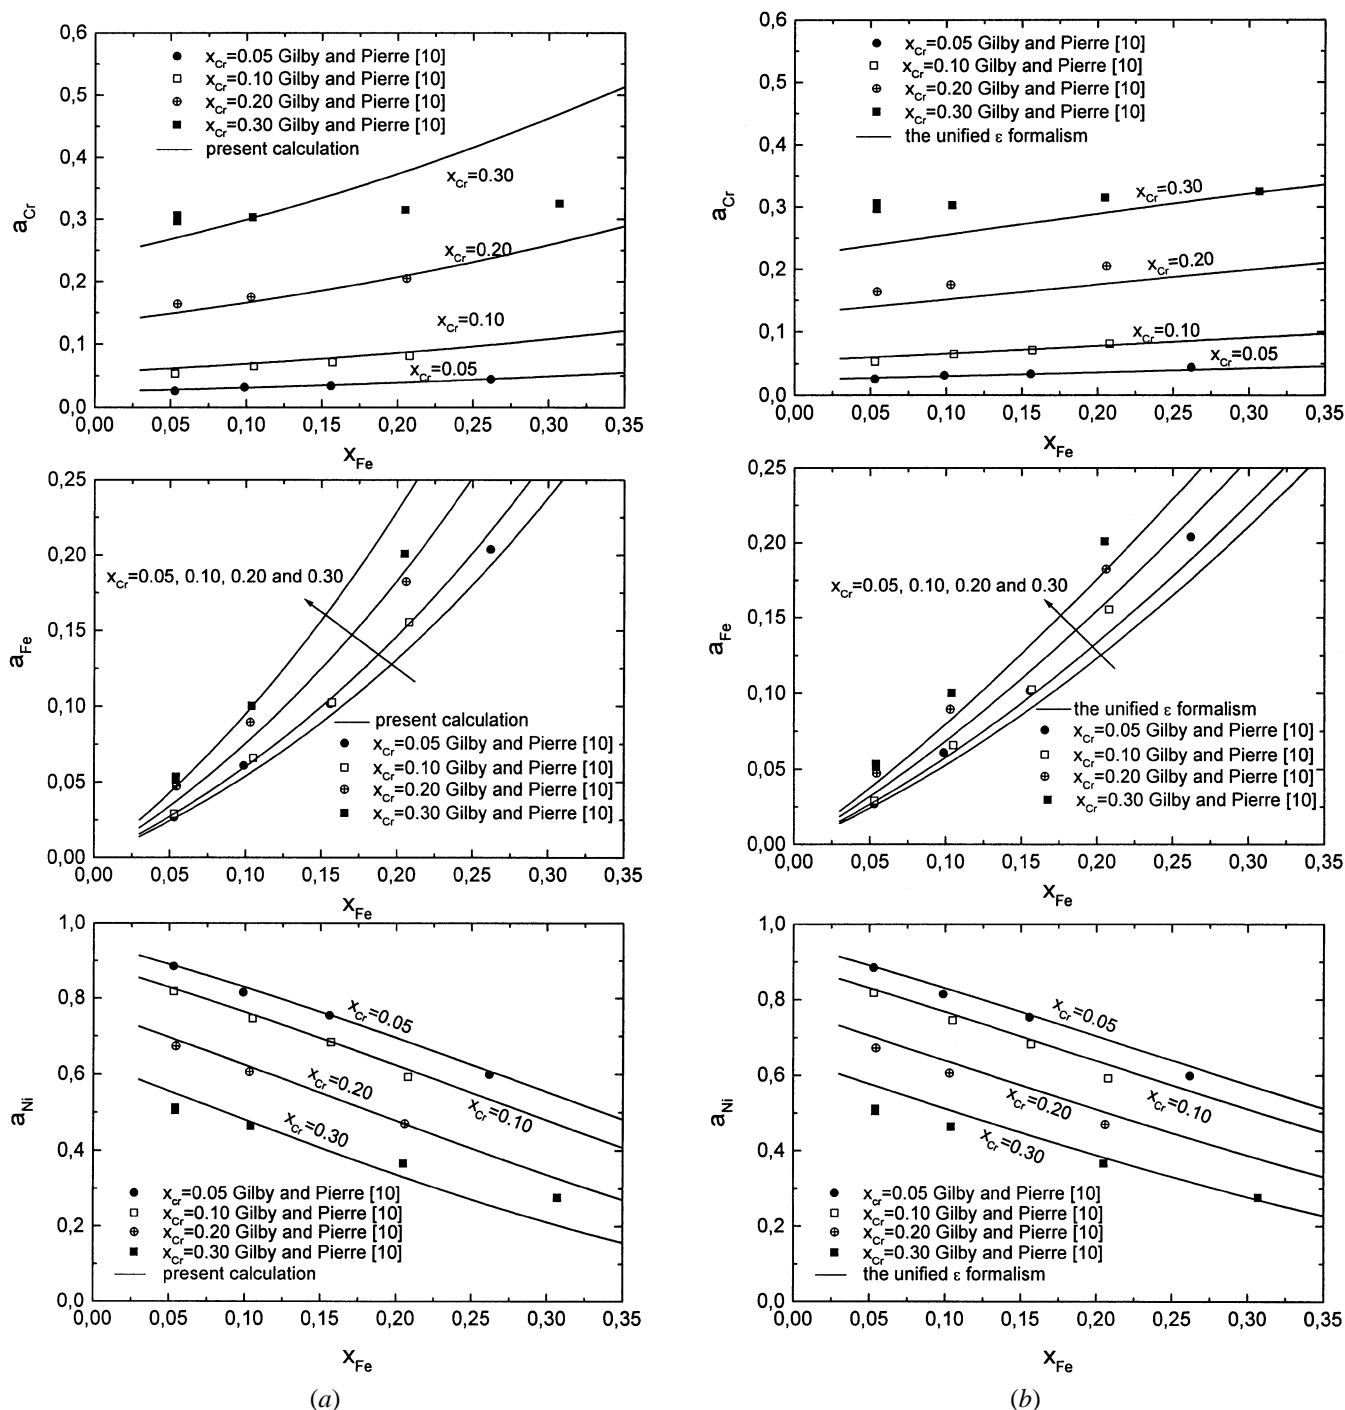 0,6
0,5
0,4
0,3
0,2
0,1
0,0
a_Cr
x_Cr=0.05 Gilby and Pierre [10]
x_Cr=0.10 Gilby and Pierre [10]
x_Cr=0.20 Gilby and Pierre [10]
x_Cr=0.30 Gilby and Pierre [10]
present calculation
x_Cr=0.30
x_Cr=0.20
x_Cr=0.10
x_Cr=0.05
0,00 0,05 0,10 0,15 0,20 0,25 0,30 0,35
x_Fe
0,25
0,20
0,15
0,10
0,05
0,00
a_Fe
x_Cr=0.05, 0.10, 0.20 and 0.30
present calculation
x_Cr=0.05 Gilby and Pierre [10]
x_Cr=0.10 Gilby and Pierre [10]
x_Cr=0.20 Gilby and Pierre [10]
x_Cr=0.30 Gilby and Pierre [10]
0,00 0,05 0,10 0,15 0,20 0,25 0,30 0,35
x_Fe
1,0
0,8
0,6
0,4
0,2
0,0
a_Ni
x_Cr=0.05
x_Cr=0.20
x_Cr=0.10
x_Cr=0.30
x_cr=0.05 Gilby and Pierre [10]
x_Cr=0.10 Gilby and Pierre [10]
x_Cr=0.20 Gilby and Pierre [10]
x_Cr=0.30 Gilby and Pierre [10]
present calculation
0,00 0,05 0,10 0,15 0,20 0,25 0,30 0,35
x_Fe
(a)
0,6
0,5
0,4
0,3
0,2
0,1
0,0
a_Cr
x_Cr=0.05 Gilby and Pierre [10]
x_Cr=0.10 Gilby and Pierre [10]
x_Cr=0.20 Gilby and Pierre [10]
x_Cr=0.30 Gilby and Pierre [10]
the unified ε formalism
x_Cr=0.30
x_Cr=0.20
x_Cr=0.10
x_Cr=0.05
0,00 0,05 0,10 0,15 0,20 0,25 0,30 0,35
x_Fe
0,25
0,20
0,15
0,10
0,05
0,00
a_Fe
x_Cr=0.05, 0.10, 0.20 and 0.30
the unified ε formalism
x_Cr=0.05 Gilby and Pierre [10]
x_Cr=0.10 Gilby and Pierre [10]
x_Cr=0.20 Gilby and Pierre [10]
x_Cr=0.30 Gilby and Pierre [10]
0,00 0,05 0,10 0,15 0,20 0,25 0,30 0,35
x_Fe
1,0
0,8
0,6
0,4
0,2
0,0
a_Ni
x_Cr=0.05
x_Cr=0.20
x_Cr=0.10
x_Cr=0.30
x_Cr=0.05 Gilby and Pierre [10]
x_Cr=0.10 Gilby and Pierre [10]
x_Cr=0.20 Gilby and Pierre [10]
x_Cr=0.30 Gilby and Pierre [10]
the unified ε formalism
0,00 0,05 0,10 0,15 0,20 0,25 0,30 0,35
x_Fe
(b)